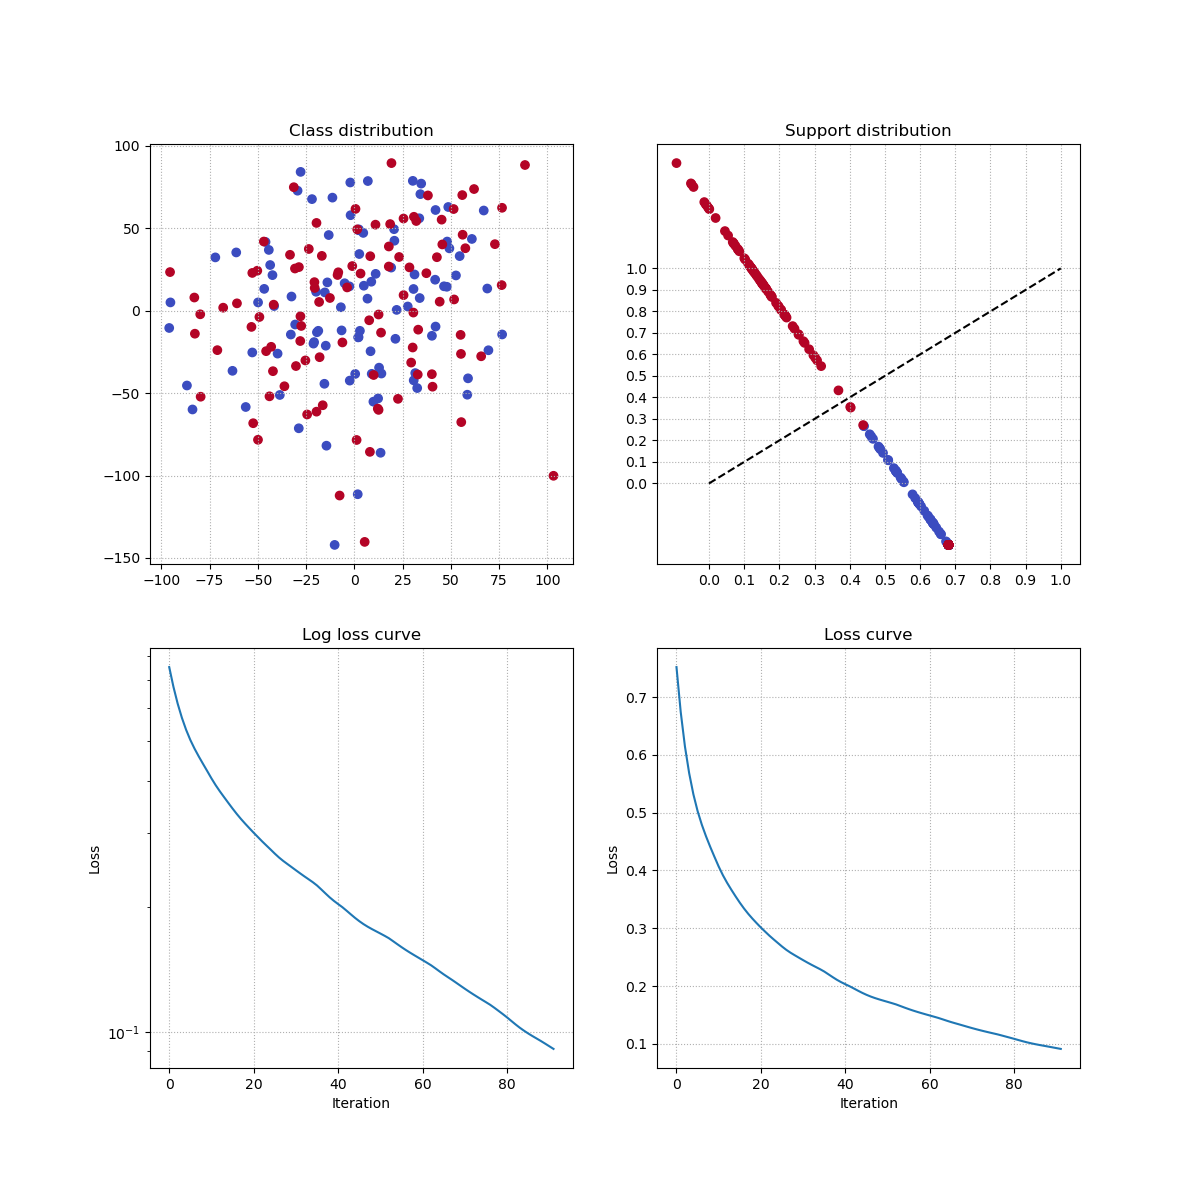 Class distribution
100
50
0
−50
−100
−150
−100 −75 −50 −25 0 25 50 75 100
Support distribution
1.0
0.9
0.8
0.7
0.6
0.5
0.4
0.3
0.2
0.1
0.0
0.0 0.1 0.2 0.3 0.4 0.5 0.6 0.7 0.8 0.9 1.0
Log loss curve
Loss
10⁻¹
0 20 40 60 80
Iteration
Loss curve
Loss
0.7
0.6
0.5
0.4
0.3
0.2
0.1
0 20 40 60 80
Iteration